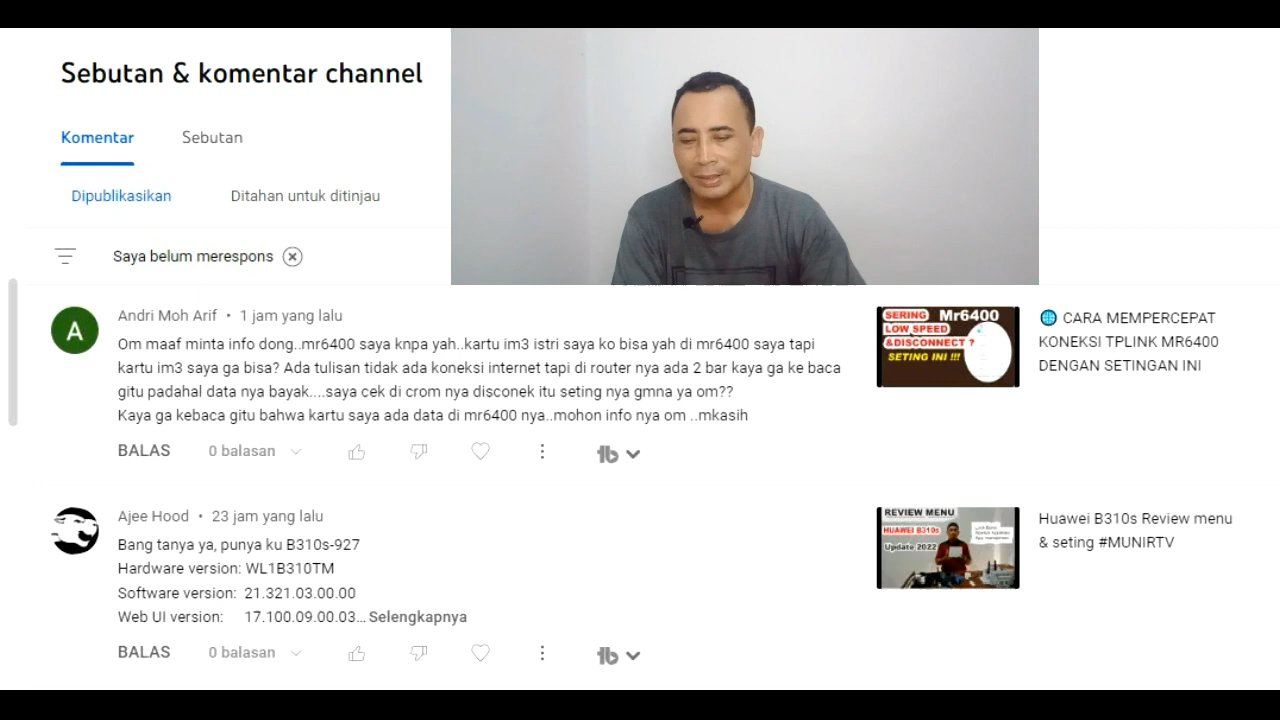 Sebutan & komentar channel
Komentar
Sebutan
Dipublikasikan
Ditahan untuk ditinjau
Saya belum merespons
A
Andri Moh Arif • 1 jam yang lalu
Om maaf minta info dong..mr6400 saya knpa yah..kartu im3 istri saya ko bisa yah di mr6400 saya tapi
kartu im3 saya ga bisa? Ada tulisan tidak ada koneksi internet tapi di router nya ada 2 bar kaya ga ke baca
gitu padahal data nya bayak....saya cek di crom nya disconek itu seting nya gmna ya om??
Kaya ga kebaca gitu bahwa kartu saya ada data di mr6400 nya..mohon info nya om ..mkasih
BALAS
0 balasan
SERING Mr6400
LOW SPEED
&DISCONNECT ?
SETING INI !!!
CARA MEMPERCEPAT
KONEKSI TPLINK MR6400
DENGAN SETINGAN INI
Ajee Hood • 23 jam yang lalu
Bang tanya ya, punya ku B310s-927
Hardware version: WL1B310TM
Software version: 21.321.03.00.00
Web UI version: 17.100.09.00.03... Selengkapnya
BALAS
0 balasan
REVIEW MENU
HUAWEI B310s
Update 2022
Huawei B310s Review menu
& seting #MUNIRTV